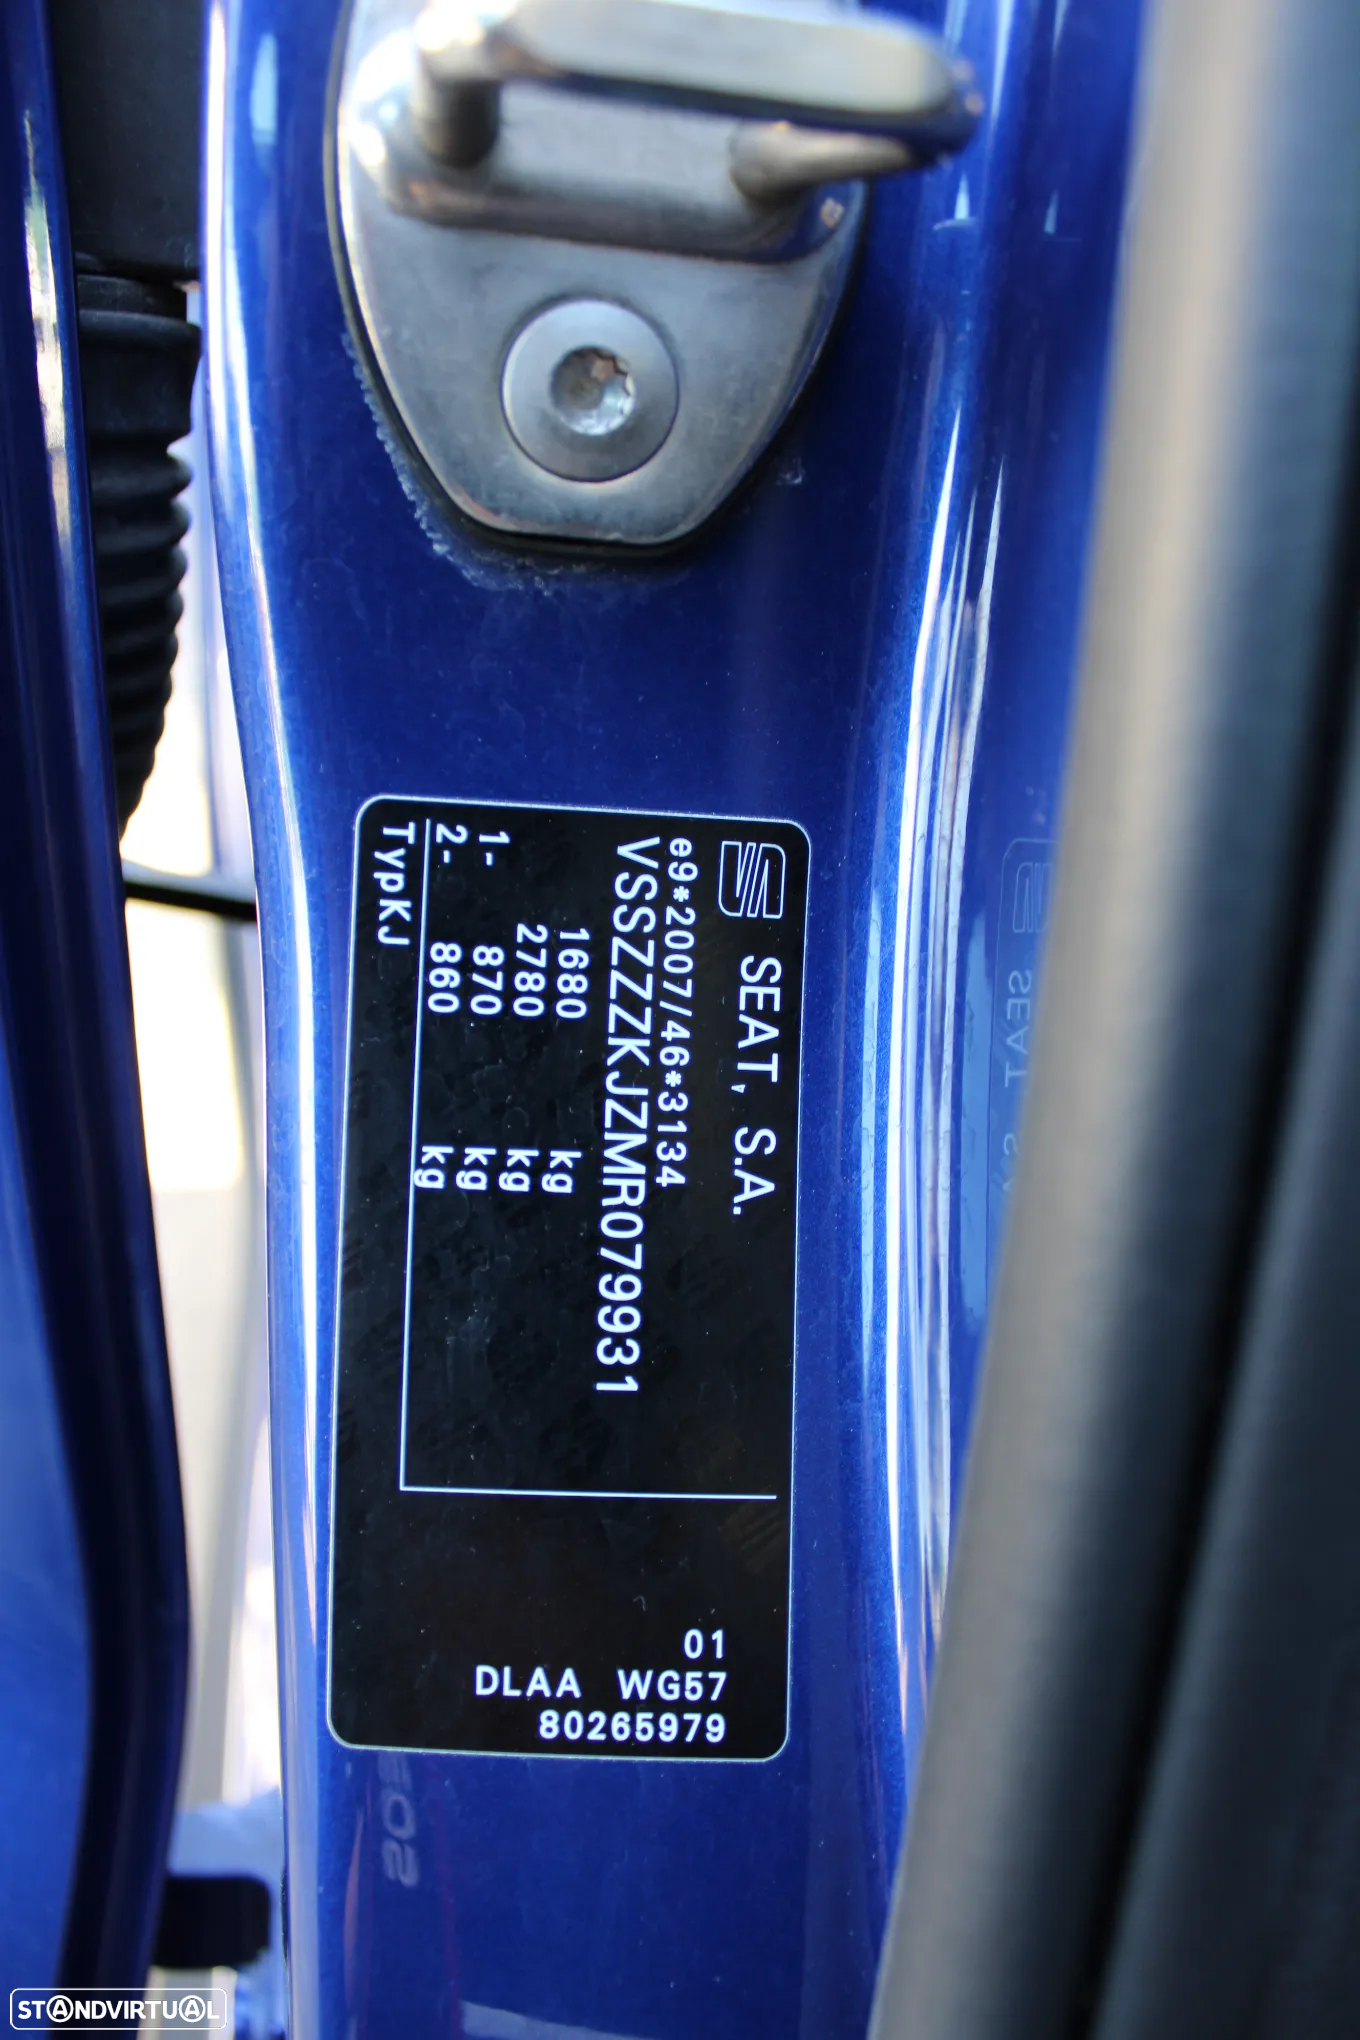 SEAT, S.A.
e9*2007/46*3134
VSSZZZKJZMR079931
1680 kg
2780 kg
1- 870 kg
2- 860 kg
TypKJ
01
DLAA WG57
80265979
STANDVIRTUAL